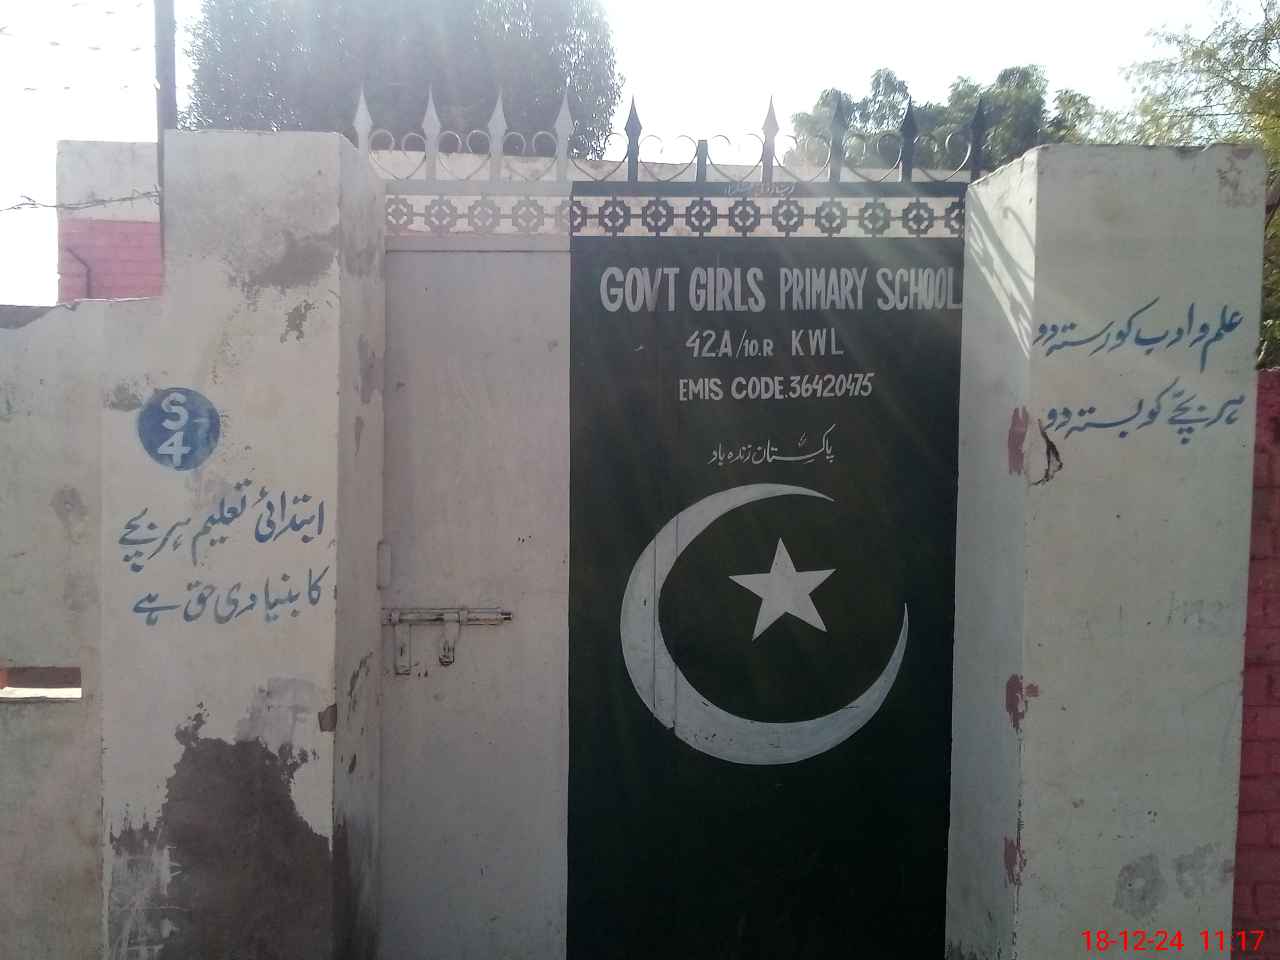 GOVT GIRLS PRIMARY SCHOOL
42A/10.R KWL
EMIS CODE.36420475
پاکستان زندہ باد
S
4
ابتدائی تعلیم ہر بچے
کا بنیادی حق ہے
علم و ادب کو رستہ دو
ہر بچّے کو بستہ دو
18-12-24 11:17